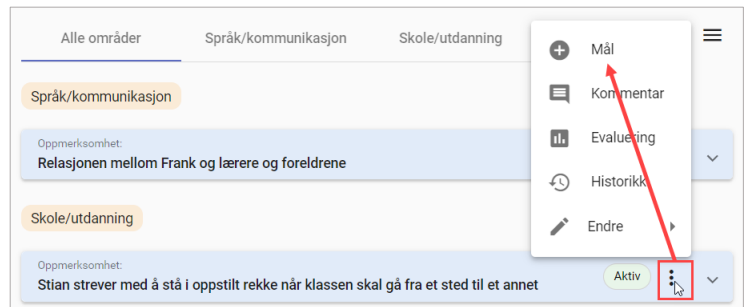 Alle områder
Språk/kommunikasjon
Skole/utdanning
Mål
Kommentar
Evaluering
Historikk
Endre
Språk/kommunikasjon
Oppmerksomhet:
Relasjonen mellom Frank og lærere og foreldrene
Skole/utdanning
Oppmerksomhet:
Stian strever med å stå i oppstilt rekke når klassen skal gå fra et sted til et annet
Aktiv